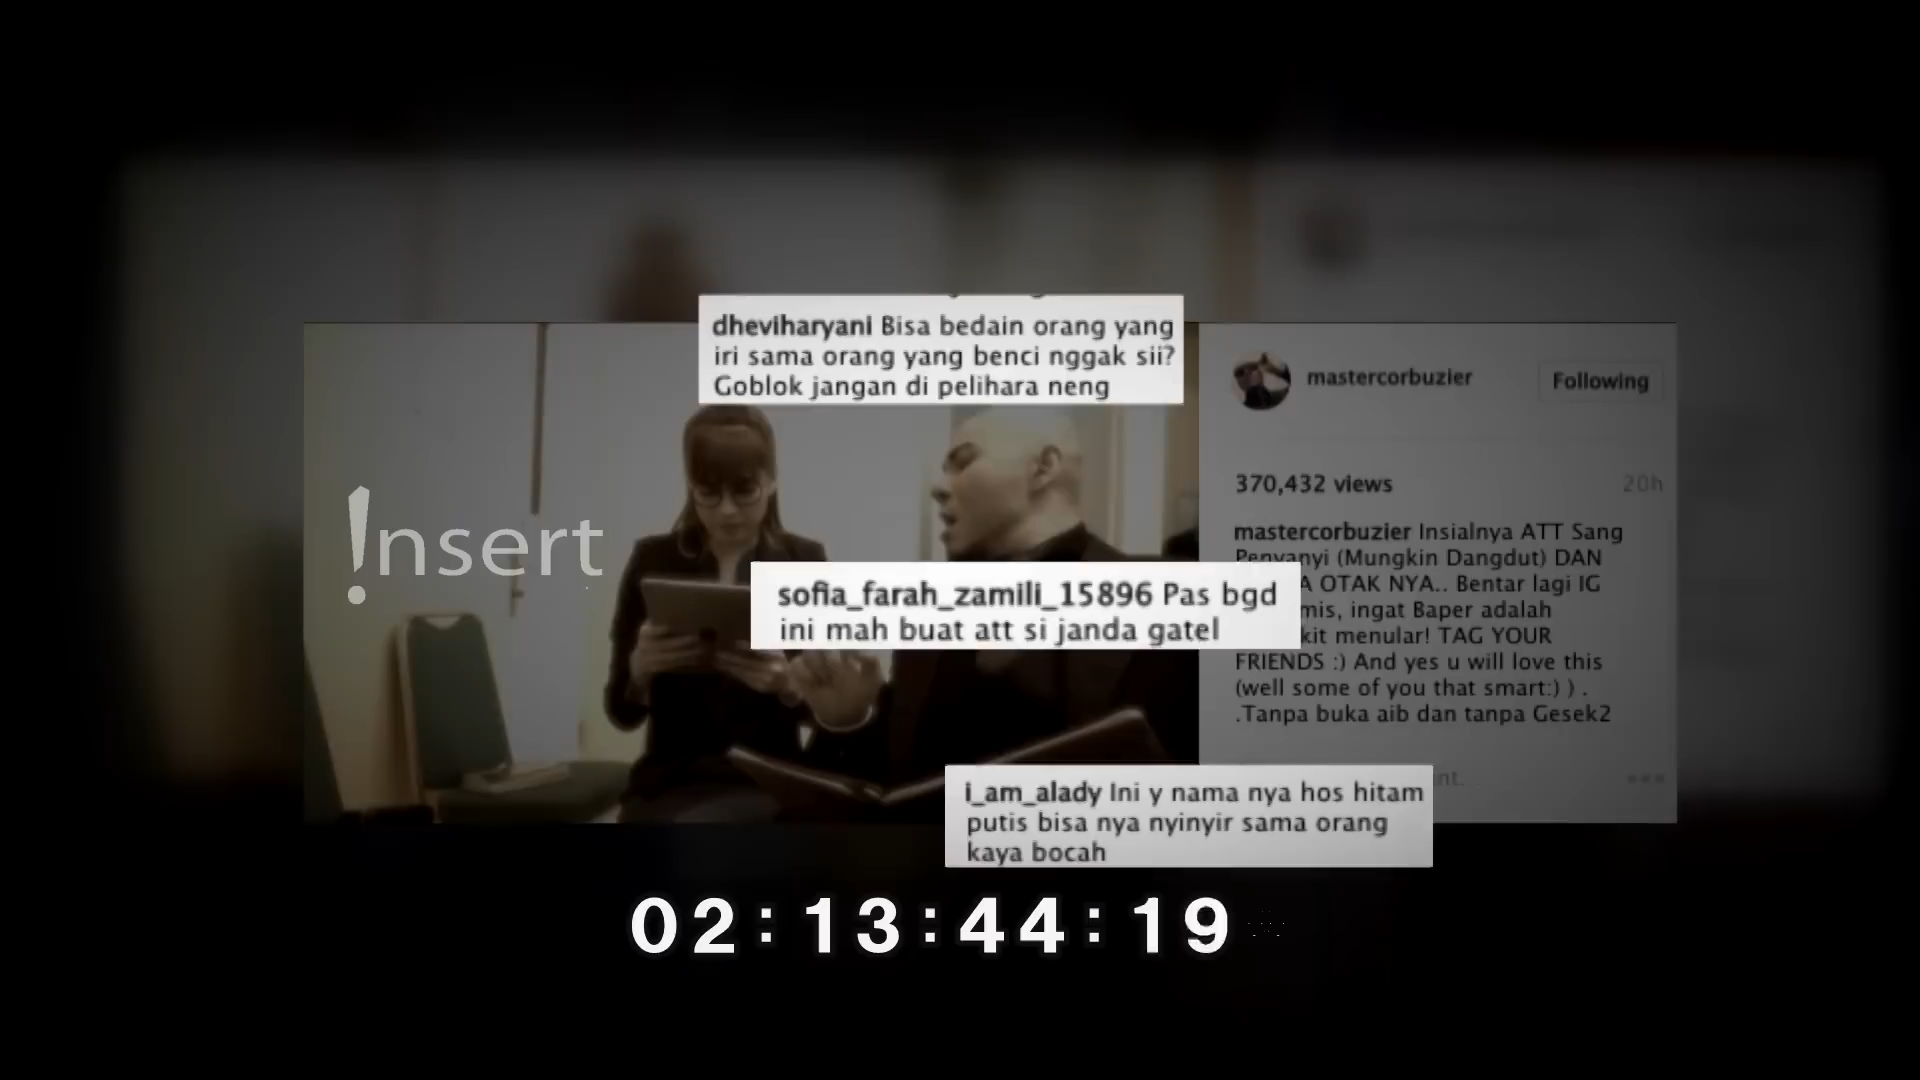 dheviharyani Bisa bedain orang yang
iri sama orang yang benci nggak sii?
Goblok jangan di pelihara neng
!nsert
mastercorbuzier
Following
370,432 views
20h
mastercorbuzier Insialnya ATT Sang
Penyanyi (Mungkin Dangdut) DAN
OTAK NYA.. Bentar lagi IG
ingat Baper adalah
menular! TAG YOUR
FRIENDS :) And yes u will love this
(well some of you that smart:) ) .
.Tanpa buka aib dan tanpa Gesek2
sofia_farah_zamili_15896 Pas bgd
ini mah buat att si janda gatel
i_am_alady Ini y nama nya hos hitam
putis bisa nya nyinyir sama orang
kaya bocah
02:13:44:19